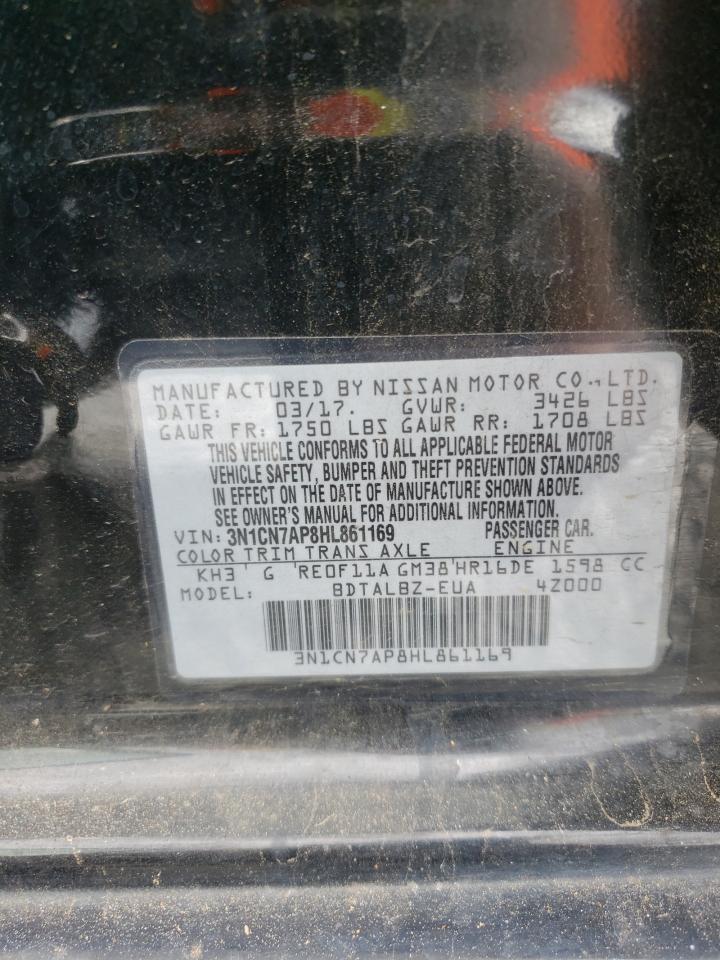 MANUFACTURED BY NISSAN MOTOR CO., LTD.
DATE: 03/17. GVWR: 3426 LBS
GAWR FR: 1750 LBS GAWR RR: 1708 LBS
THIS VEHICLE CONFORMS TO ALL APPLICABLE FEDERAL MOTOR
VEHICLE SAFETY, BUMPER AND THEFT PREVENTION STANDARDS
IN EFFECT ON THE DATE OF MANUFACTURE SHOWN ABOVE.
SEE OWNER'S MANUAL FOR ADDITIONAL INFORMATION.
VIN: 3N1CN7AP8HL861169 PASSENGER CAR.
COLOR TRIM TRANS AXLE ENGINE
KH3 G RE0F11A GM38 HR16DE 1598 CC
MODEL: BDTALBZ-EUA 4Z000
3N1CN7AP8HL861169